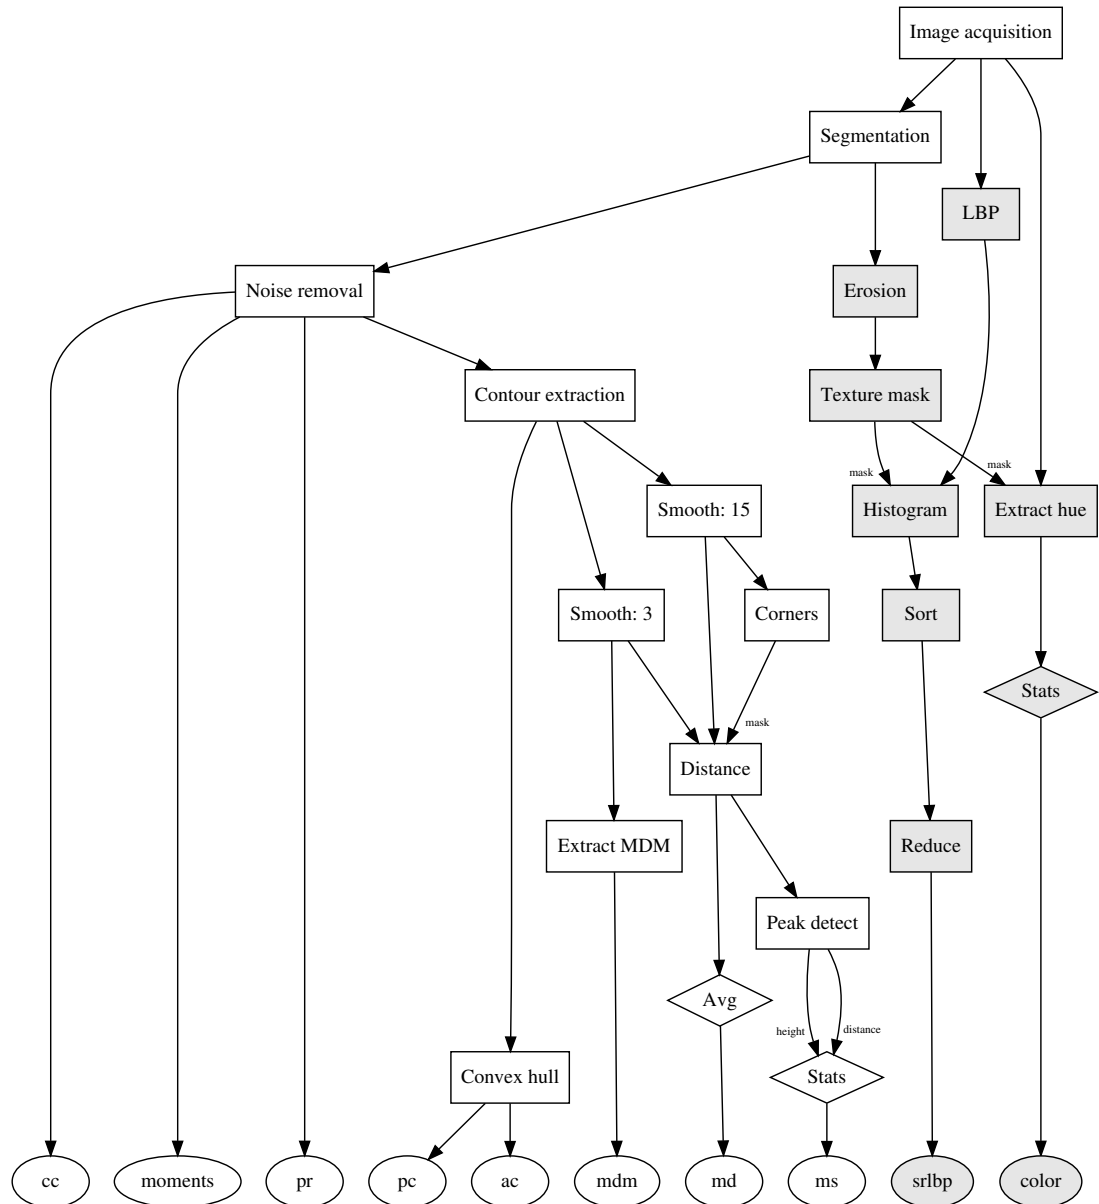 Image acquisition
Segmentation
LBP
Noise removal
Erosion
Contour extraction
Texture mask
mask
mask
Smooth: 15
Histogram
Extract hue
Smooth: 3
Corners
Sort
Stats
mask
Distance
Extract MDM
Reduce
Peak detect
Avg
height
distance
Convex hull
Stats
cc
moments
pr
pc
ac
mdm
md
ms
srlbp
color